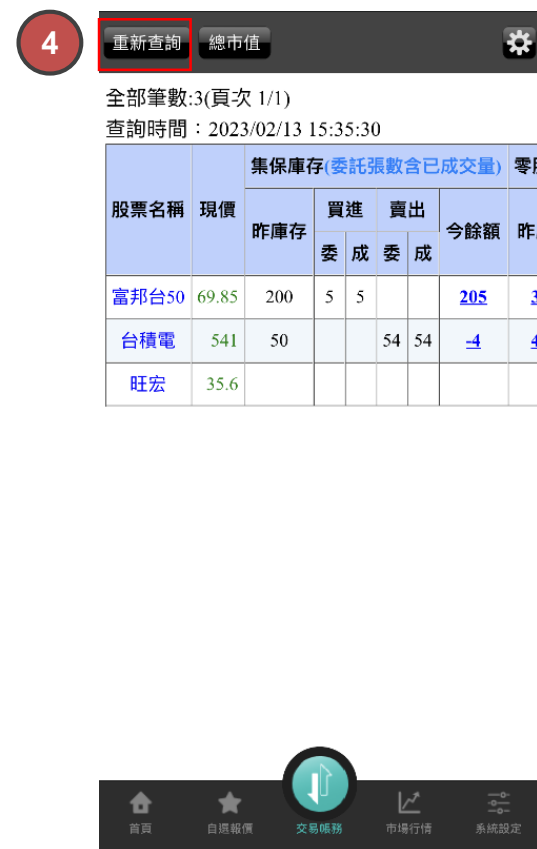 4
重新查詢 總市值
全部筆數:3(頁次 1/1)
查詢時間：2023/02/13 15:35:30
股票名稱 現價 集保庫存(委託張數含已成交量) 零
昨庫存 買進 賣出 今餘額 昨
委 成 委 成
富邦台50 69.85 200 5 5 205 3
台積電 541 50 54 54 -4 4
旺宏 35.6
首頁 自選報價 交易帳務 市場行情 系統設定